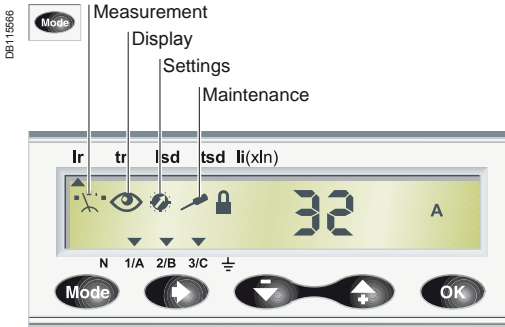 DB115566
Mode
Measurement
Display
Settings
Maintenance
Ir tr Isd tsd Ii(xIn)
32 A
N 1/A 2/B 3/C
Mode OK